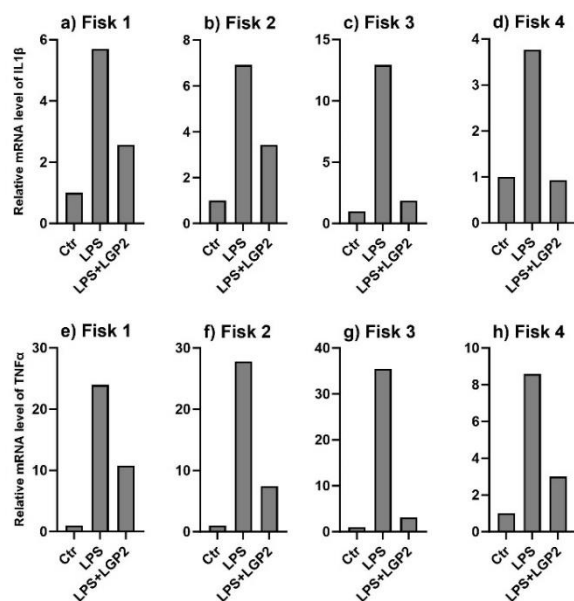 a) Fisk 1
b) Fisk 2
c) Fisk 3
d) Fisk 4
Relative mRNA level of IL1β
6
4
2
0
8
6
4
2
0
15
10
5
0
4
3
2
1
0
Ctr
LPS
LPS+LGP2
Ctr
LPS
LPS+LGP2
Ctr
LPS
LPS+LGP2
Ctr
LPS
LPS+LGP2
e) Fisk 1
f) Fisk 2
g) Fisk 3
h) Fisk 4
Relative mRNA level of TNFα
30
20
10
0
30
20
10
0
40
30
20
10
0
10
8
6
4
2
0
Ctr
LPS
LPS+LGP2
Ctr
LPS
LPS+LGP2
Ctr
LPS
LPS+LGP2
Ctr
LPS
LPS+LGP2